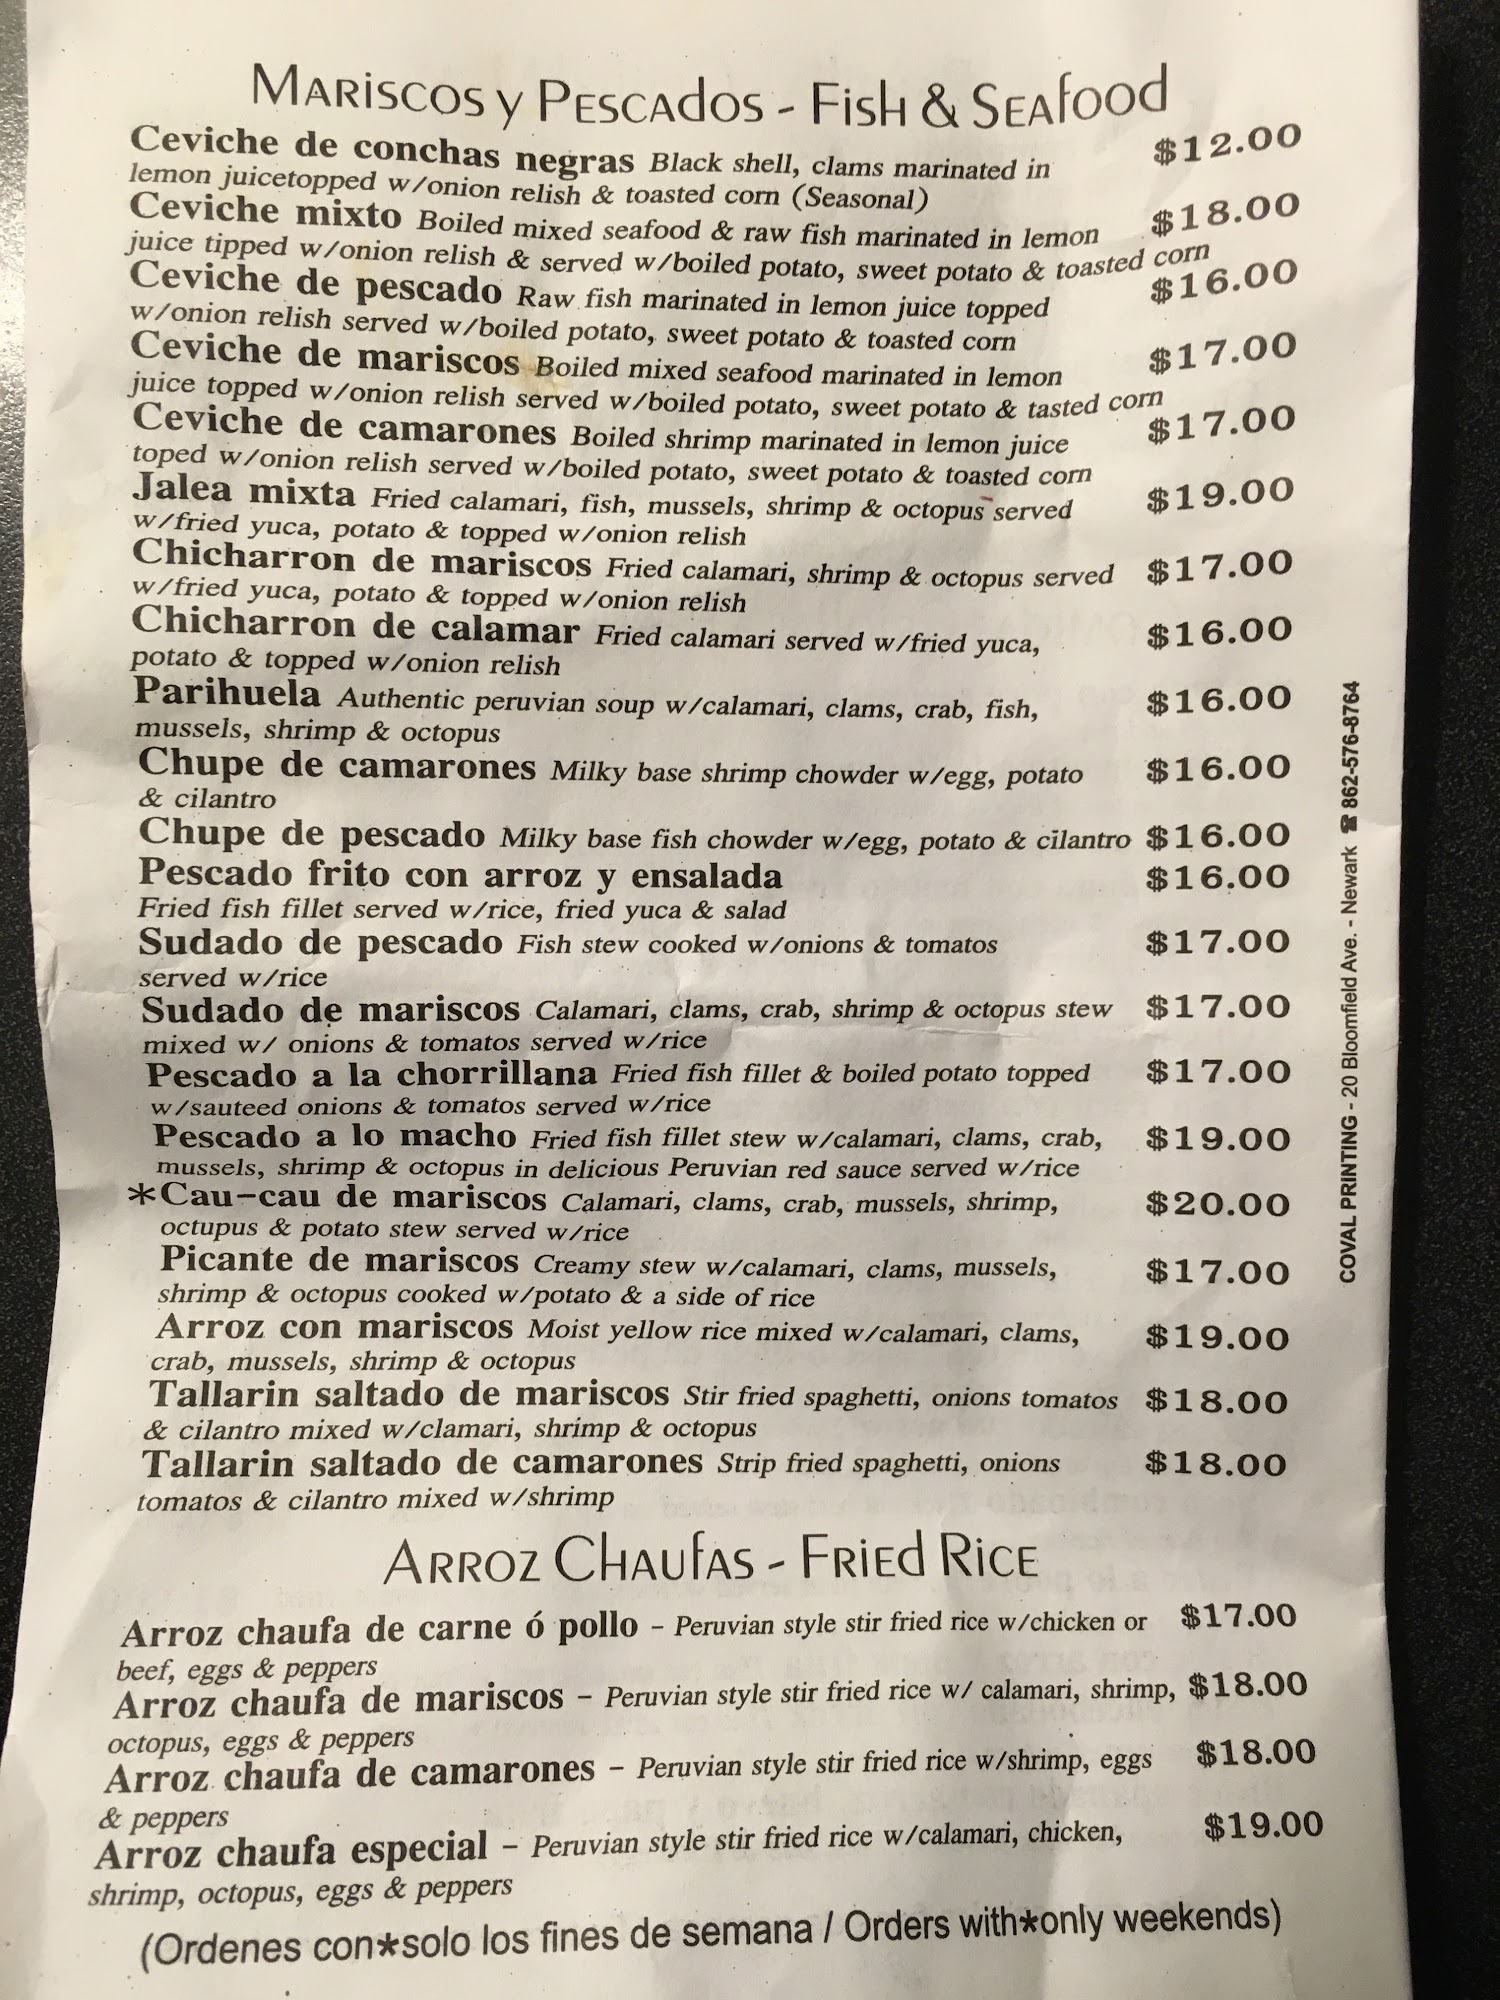 Mariscos y Pescados - Fish & Seafood
Ceviche de conchas negras Black shell, clams marinated in $12.00
lemon juicetopped w/onion relish & toasted corn (Seasonal)
Ceviche mixto Boiled mixed seafood & raw fish marinated in lemon $18.00
juice tipped w/onion relish & served w/boiled potato, sweet potato & toasted corn
Ceviche de pescado Raw fish marinated in lemon juice topped $16.00
w/onion relish served w/boiled potato, sweet potato & toasted corn
Ceviche de mariscos Boiled mixed seafood marinated in lemon $17.00
juice topped w/onion relish served w/boiled potato, sweet potato & tasted corn
Ceviche de camarones Boiled shrimp marinated in lemon juice $17.00
toped w/onion relish served w/boiled potato, sweet potato & toasted corn
Jalea mixta Fried calamari, fish, mussels, shrimp & octopus served $19.00
w/fried yuca, potato & topped w/onion relish
Chicharron de mariscos Fried calamari, shrimp & octopus served $17.00
w/fried yuca, potato & topped w/onion relish
Chicharron de calamar Fried calamari served w/fried yuca, $16.00
potato & topped w/onion relish
Parihuela Authentic peruvian soup w/calamari, clams, crab, fish, $16.00
mussels, shrimp & octopus
Chupe de camarones Milky base shrimp chowder w/egg, potato $16.00
& cilantro
Chupe de pescado Milky base fish chowder w/egg, potato & cilantro $16.00
Pescado frito con arroz y ensalada $16.00
Fried fish fillet served w/rice, fried yuca & salad
Sudado de pescado Fish stew cooked w/onions & tomatos $17.00
served w/rice
Sudado de mariscos Calamari, clams, crab, shrimp & octopus stew $17.00
mixed w/ onions & tomatos served w/rice
Pescado a la chorrillana Fried fish fillet & boiled potato topped $17.00
w/sauteed onions & tomatos served w/rice
Pescado a lo macho Fried fish fillet stew w/calamari, clams, crab, $19.00
mussels, shrimp & octopus in delicious Peruvian red sauce served w/rice
*Cau-cau de mariscos Calamari, clams, crab, mussels, shrimp, $20.00
octupus & potato stew served w/rice
Picante de mariscos Creamy stew w/calamari, clams, mussels, $17.00
shrimp & octopus cooked w/potato & a side of rice
Arroz con mariscos Moist yellow rice mixed w/calamari, clams, $19.00
crab, mussels, shrimp & octopus
Tallarin saltado de mariscos Stir fried spaghetti, onions tomatos $18.00
& cilantro mixed w/clamari, shrimp & octopus
Tallarin saltado de camarones Strip fried spaghetti, onions $18.00
tomatos & cilantro mixed w/shrimp
Arroz Chaufas - Fried Rice
Arroz chaufa de carne ó pollo - Peruvian style stir fried rice w/chicken or $17.00
beef, eggs & peppers
Arroz chaufa de mariscos - Peruvian style stir fried rice w/ calamari, shrimp, $18.00
octopus, eggs & peppers
Arroz chaufa de camarones - Peruvian style stir fried rice w/shrimp, eggs $18.00
& peppers
Arroz chaufa especial - Peruvian style stir fried rice w/calamari, chicken, $19.00
shrimp, octopus, eggs & peppers
(Ordenes con*solo los fines de semana / Orders with*only weekends)
COVAL PRINTING - 20 Bloomfield Ave. - Newark ☎ 862-576-8764